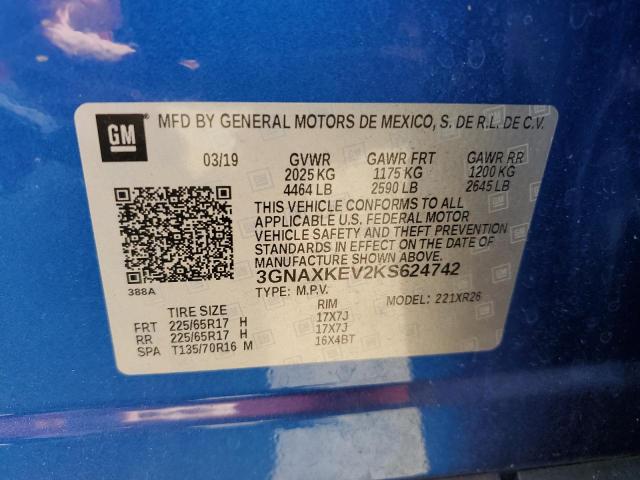 GM MFD BY GENERAL MOTORS DE MEXICO, S. DE R.L. DE C.V.
03/19 GVWR GAWR FRT GAWR RR
2025 KG 1175 KG 1200 KG
4464 LB 2590 LB 2645 LB
THIS VEHICLE CONFORMS TO ALL
APPLICABLE U.S. FEDERAL MOTOR
VEHICLE SAFETY AND THEFT PREVENTION
STANDARDS IN EFFECT ON THE DATE OF
MANUFACTURE SHOWN ABOVE.
3GNAXKEV2KS624742
388A
TYPE: M.P.V. MODEL: 221XR26
TIRE SIZE RIM
FRT 225/65R17 H 17X7J
RR 225/65R17 H 17X7J
SPA T135/70R16 M 16X4BT